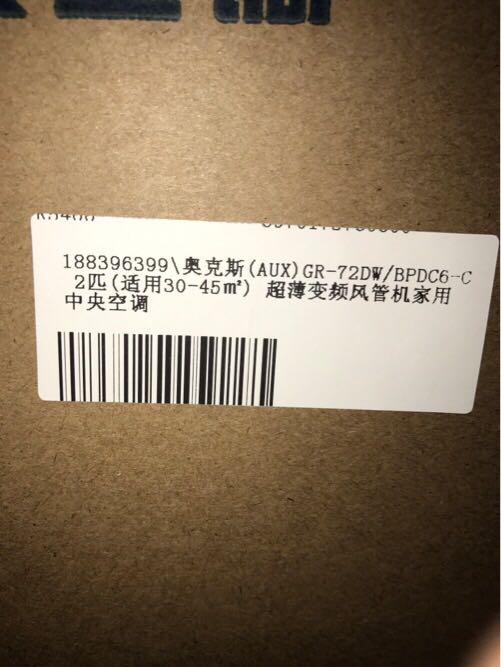 188396399\奥克斯(AUX)GR-72DW/BPDC6-C
2匹(适用30-45㎡) 超薄变频风管机家用
中央空调